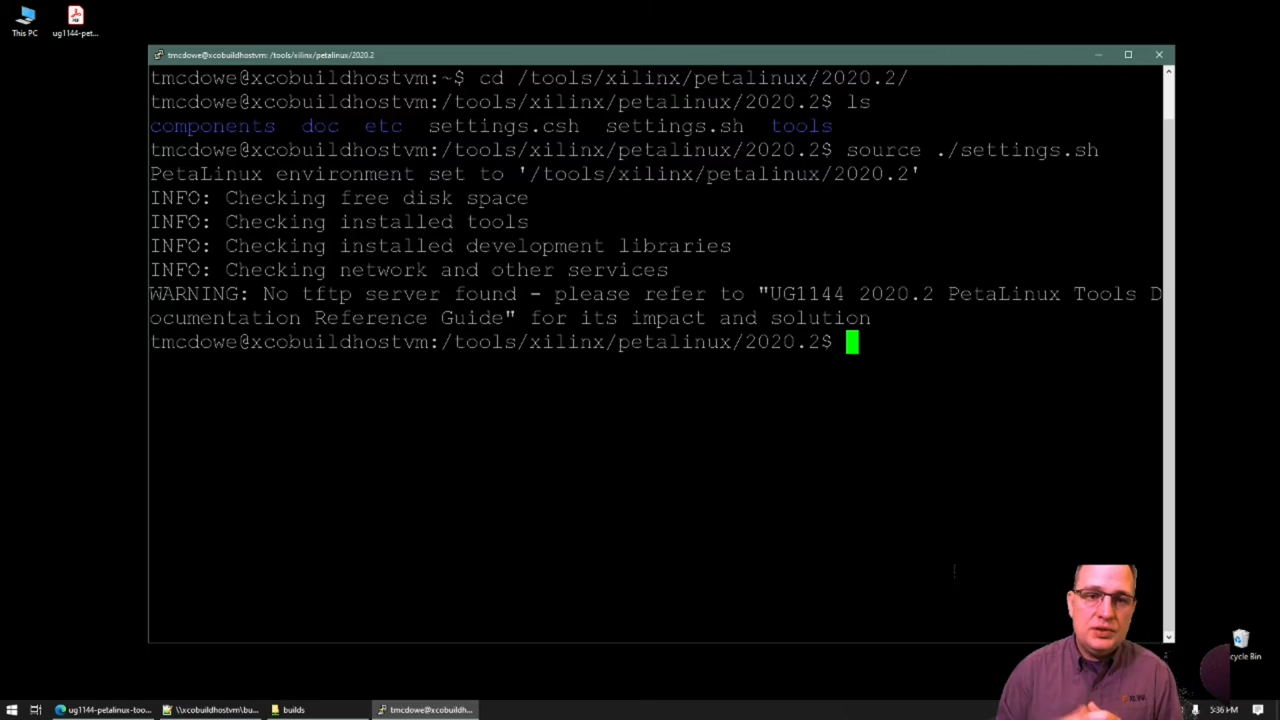 This PC
ug1144-pet...
tmcdowe@xcobuildhostvm: /tools/xilinx/petalinux/2020.2
tmcdowe@xcobuildhostvm:~$ cd /tools/xilinx/petalinux/2020.2/
tmcdowe@xcobuildhostvm:/tools/xilinx/petalinux/2020.2$ ls
components doc etc settings.csh settings.sh tools
tmcdowe@xcobuildhostvm:/tools/xilinx/petalinux/2020.2$ source ./settings.sh
PetaLinux environment set to '/tools/xilinx/petalinux/2020.2'
INFO: Checking free disk space
INFO: Checking installed tools
INFO: Checking installed development libraries
INFO: Checking network and other services
WARNING: No tftp server found - please refer to "UG1144 2020.2 PetaLinux Tools D
ocumentation Reference Guide" for its impact and solution
tmcdowe@xcobuildhostvm:/tools/xilinx/petalinux/2020.2$
cycle Bin
ug1144-petalinux-too...
\\xcobuildhostvm\bu...
builds
tmcdowe@xcobuildh...
5:36 PM